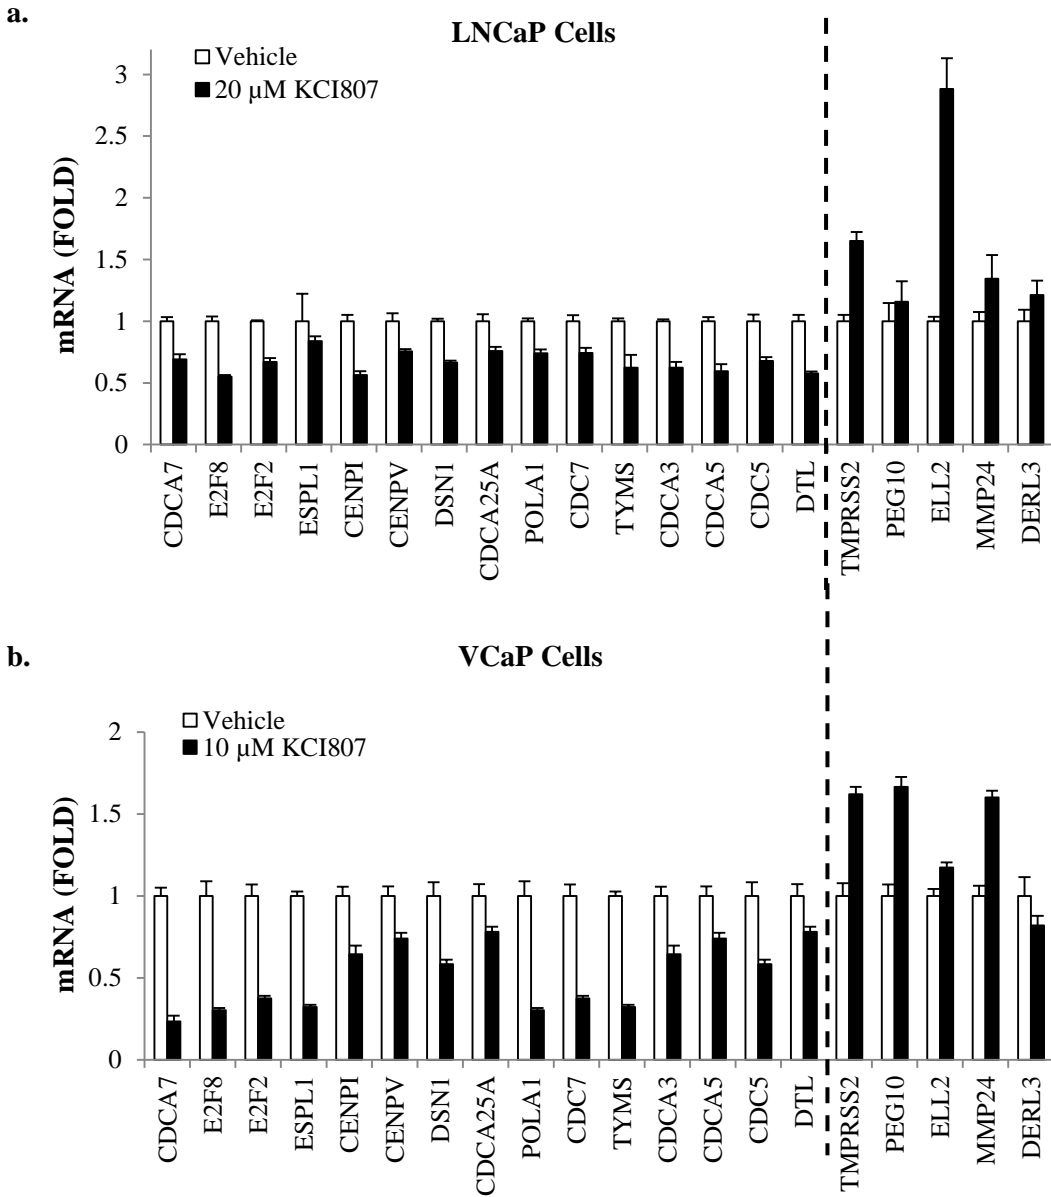 a.
LNCaP Cells
Vehicle
20 µM KCI807
mRNA (FOLD)
3
2.5
2
1.5
1
0.5
0
CDCA7
E2F8
E2F2
ESPL1
CENPI
CENPV
DSN1
CDCA25A
POLA1
CDC7
TYMS
CDCA3
CDCA5
CDC5
DTL
TMPRSS2
PEG10
ELL2
MMP24
DERL3
b.
VCaP Cells
Vehicle
10 µM KCI807
mRNA (FOLD)
2
1.5
1
0.5
0
CDCA7
E2F8
E2F2
ESPL1
CENPI
CENPV
DSN1
CDCA25A
POLA1
CDC7
TYMS
CDCA3
CDCA5
CDC5
DTL
TMPRSS2
PEG10
ELL2
MMP24
DERL3